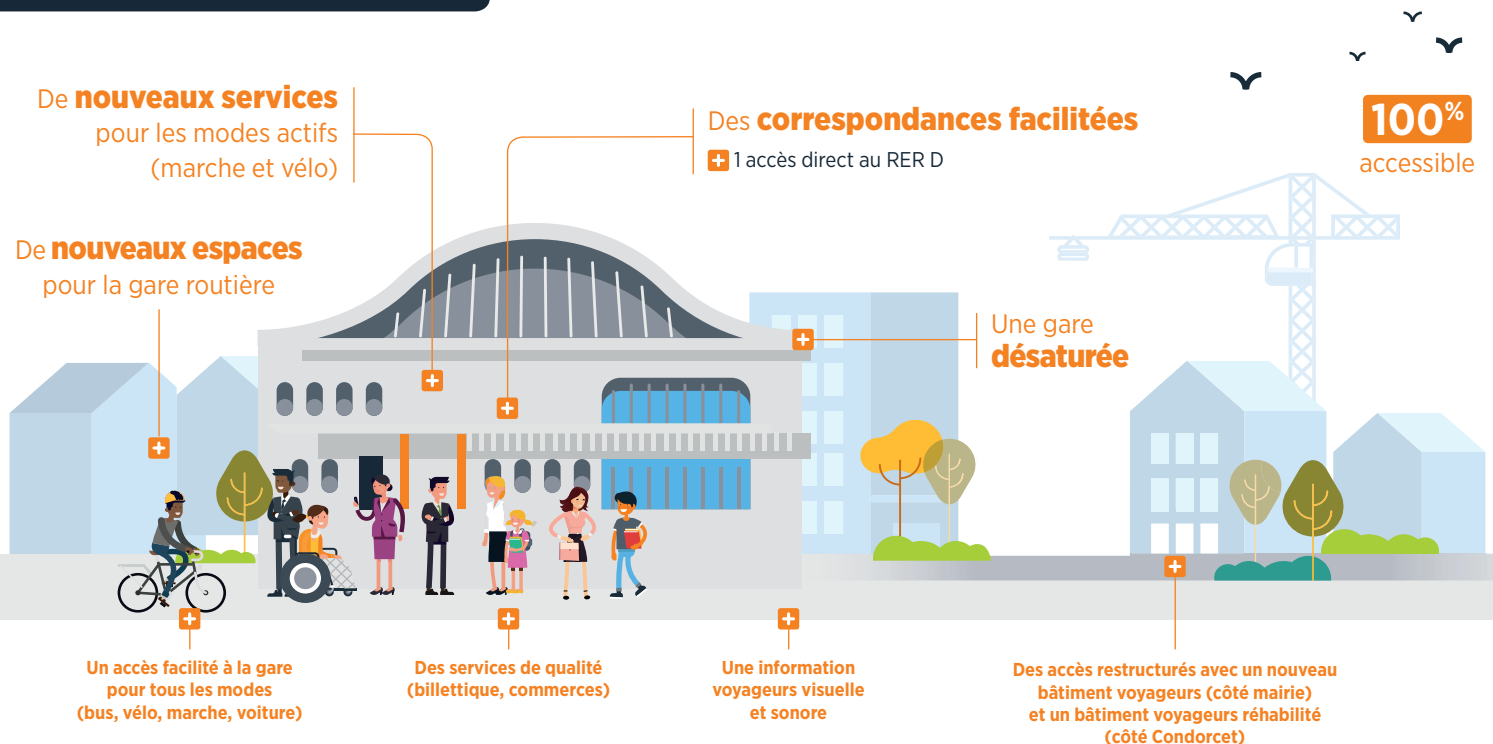 De nouveaux services
pour les modes actifs
(marche et vélo)
Des correspondances facilitées
1 accès direct au RER D
100%
accessible
De nouveaux espaces
pour la gare routière
Une gare
désaturée
Un accès facilité à la gare
pour tous les modes
(bus, vélo, marche, voiture)
Des services de qualité
(billettique, commerces)
Une information
voyageurs visuelle
et sonore
Des accès restructurés avec un nouveau
bâtiment voyageurs (côté mairie)
et un bâtiment voyageurs réhabilité
(côté Condorcet)